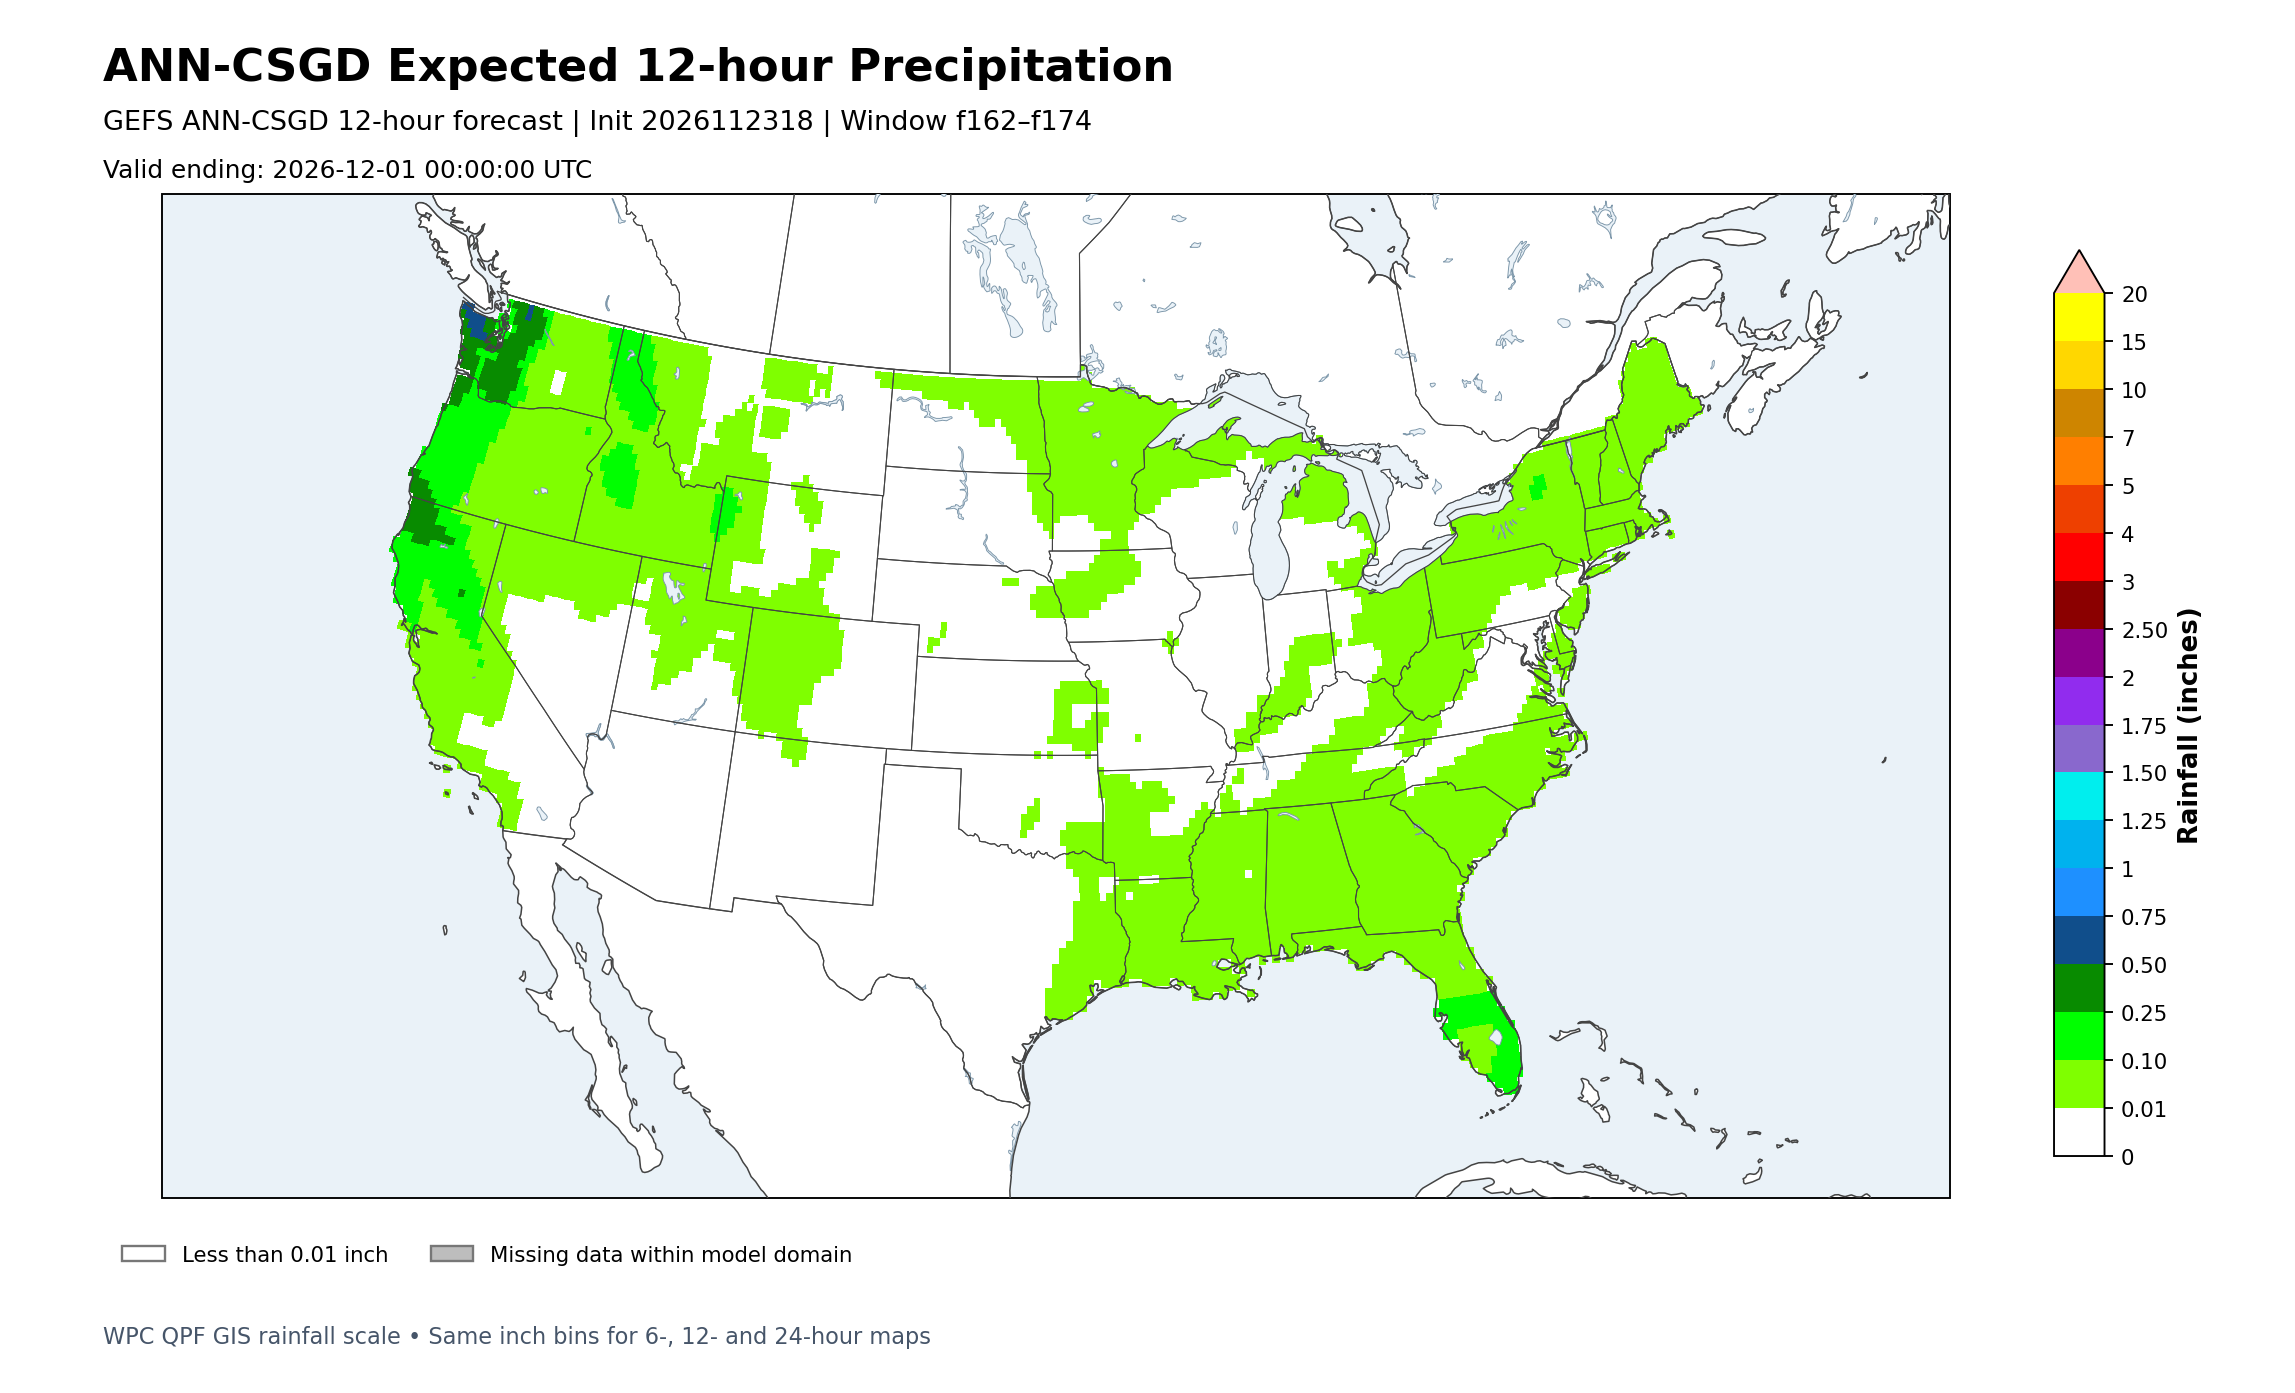 ANN-CSGD Expected 12-hour Precipitation
GEFS ANN-CSGD 12-hour forecast | Init 2026112318 | Window f162–f174
Valid ending: 2026-12-01 00:00:00 UTC
20
15
10
7
5
4
3
2.50
2
1.75
1.50
1.25
1
0.75
0.50
0.25
0.10
0.01
0
Rainfall (inches)
Less than 0.01 inch
Missing data within model domain
WPC QPF GIS rainfall scale • Same inch bins for 6-, 12- and 24-hour maps